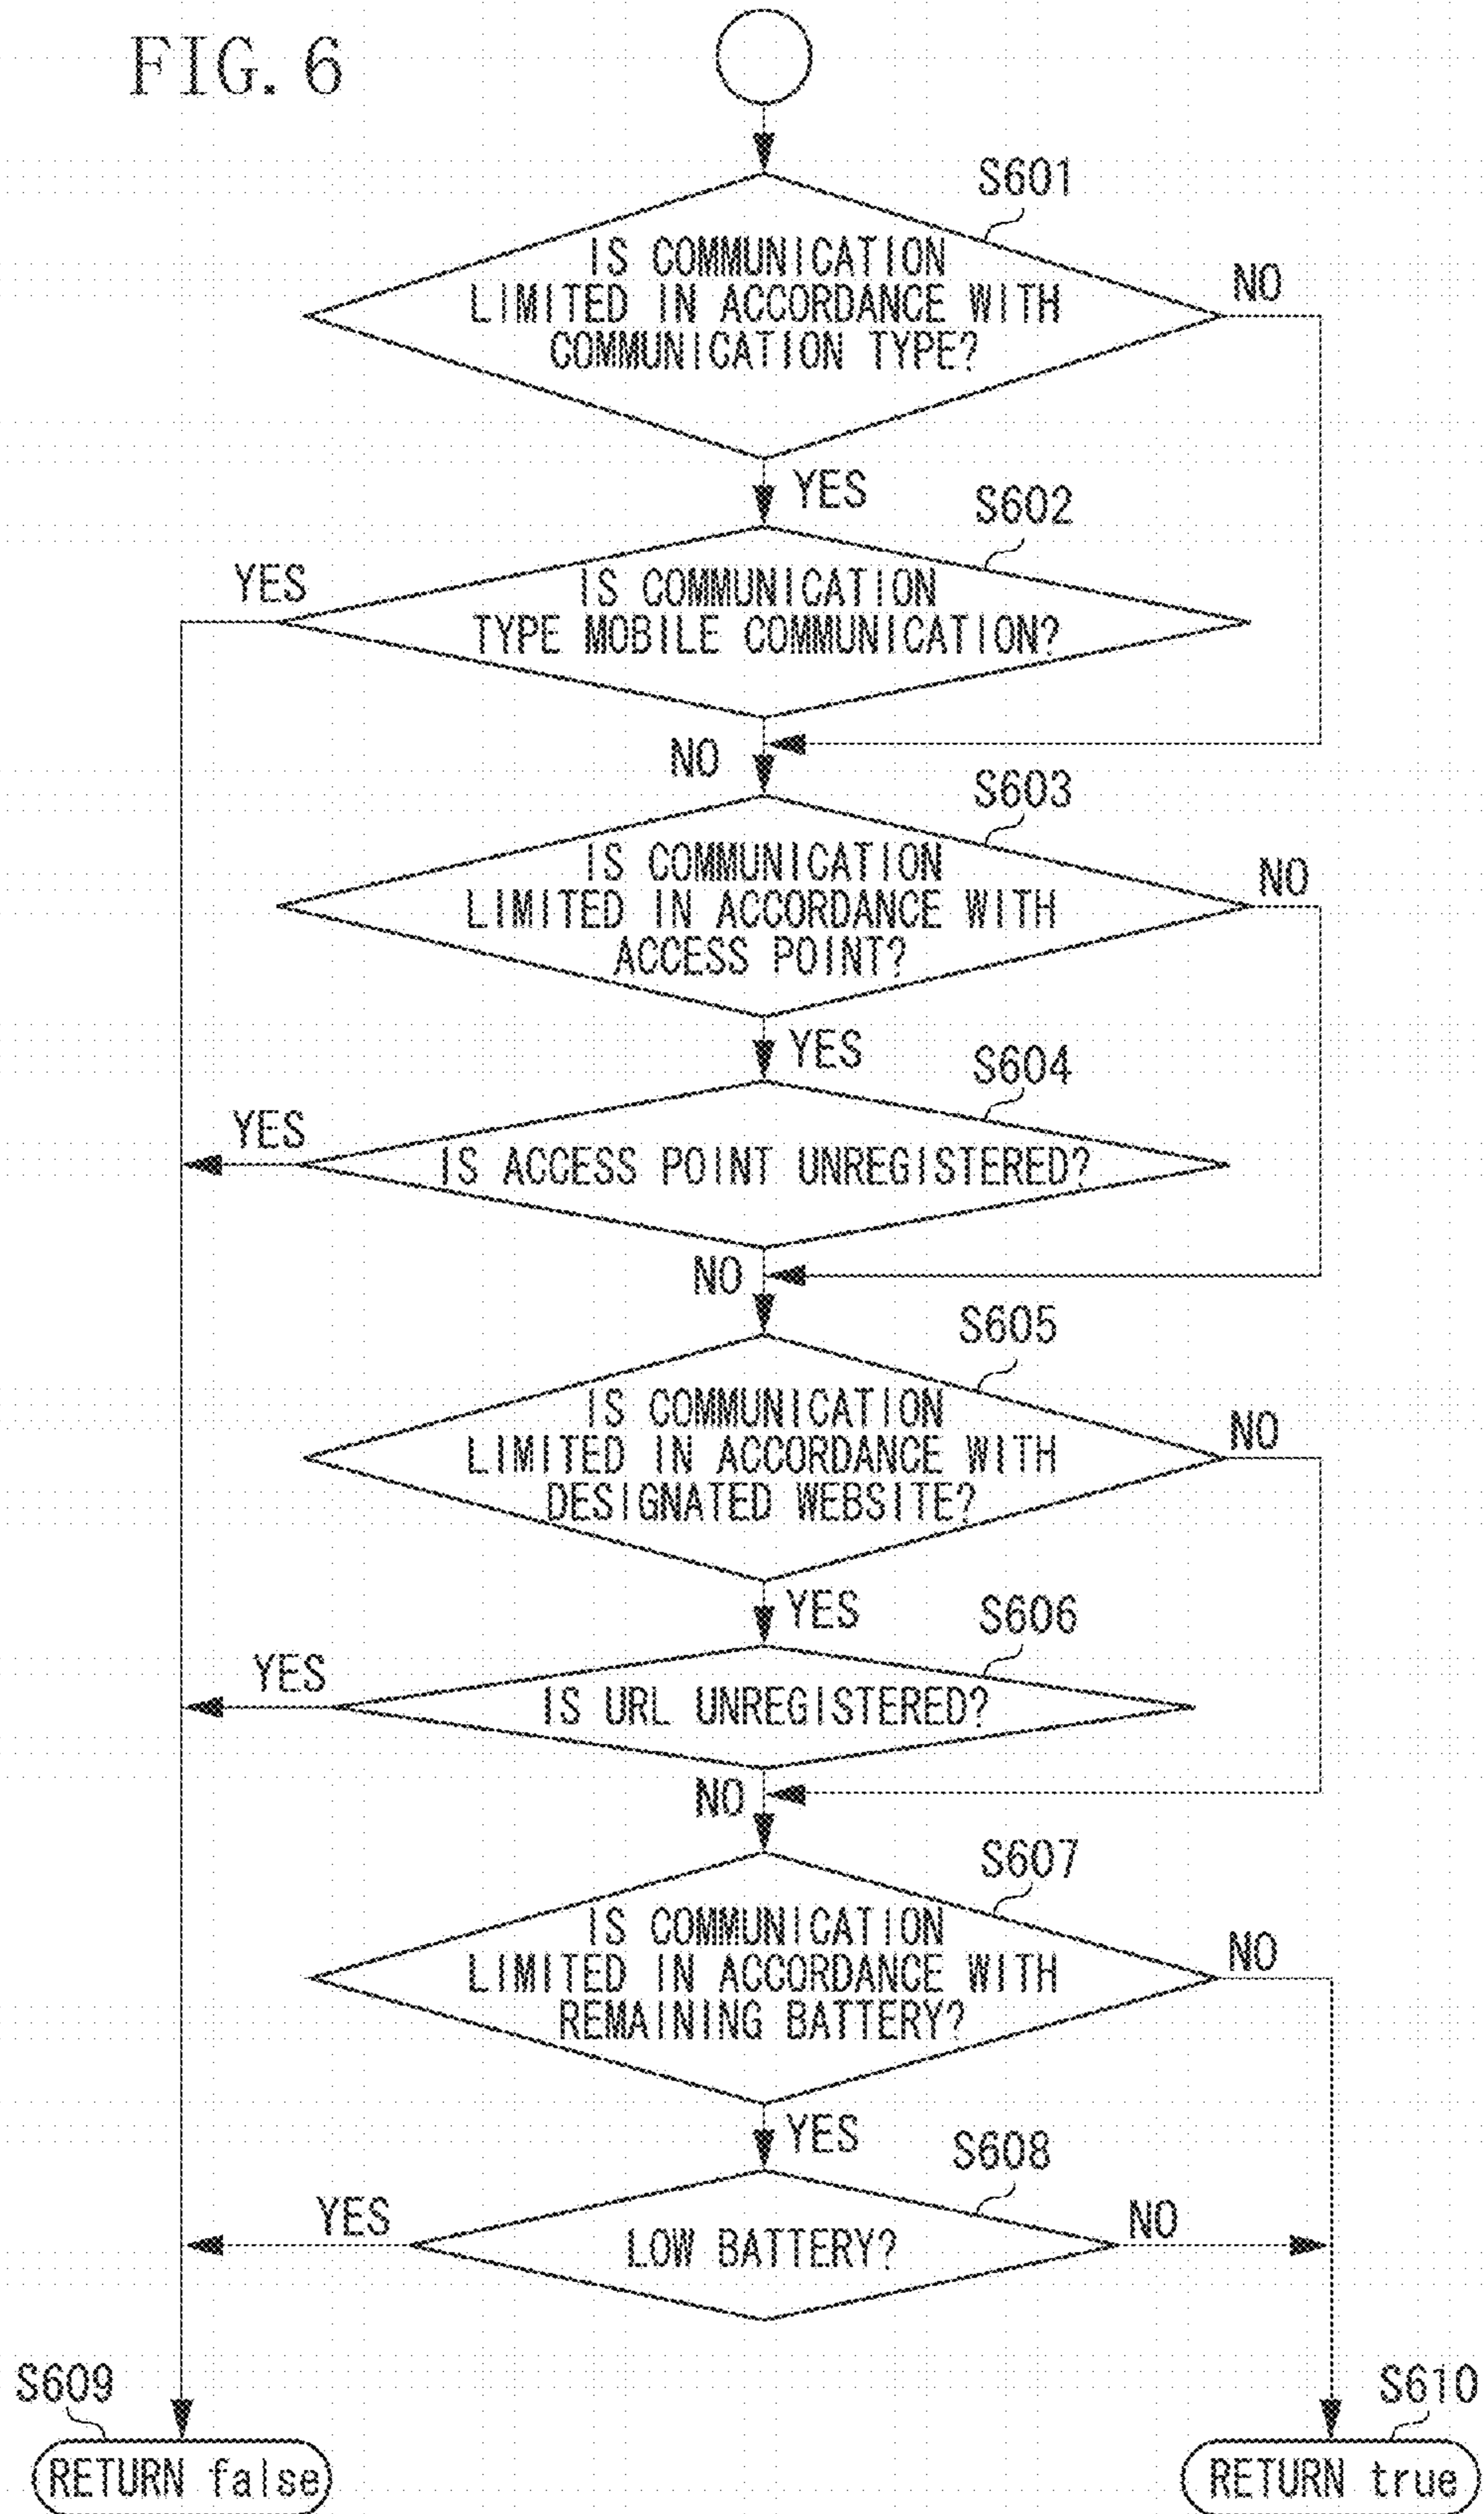 FIG. 6
S601
IS COMMUNICATION
LIMITED IN ACCORDANCE WITH
COMMUNICATION TYPE?
NO
YES
S602
YES
IS COMMUNICATION
TYPE MOBILE COMMUNICATION?
NO
S603
IS COMMUNICATION
LIMITED IN ACCORDANCE WITH
ACCESS POINT?
NO
YES
S604
YES
IS ACCESS POINT UNREGISTERED?
NO
S605
IS COMMUNICATION
LIMITED IN ACCORDANCE WITH
DESIGNATED WEBSITE?
NO
YES
S606
YES
IS URL UNREGISTERED?
NO
S607
IS COMMUNICATION
LIMITED IN ACCORDANCE WITH
REMAINING BATTERY?
NO
YES
S608
YES
LOW BATTERY?
NO
S609
S610
RETURN false
RETURN true